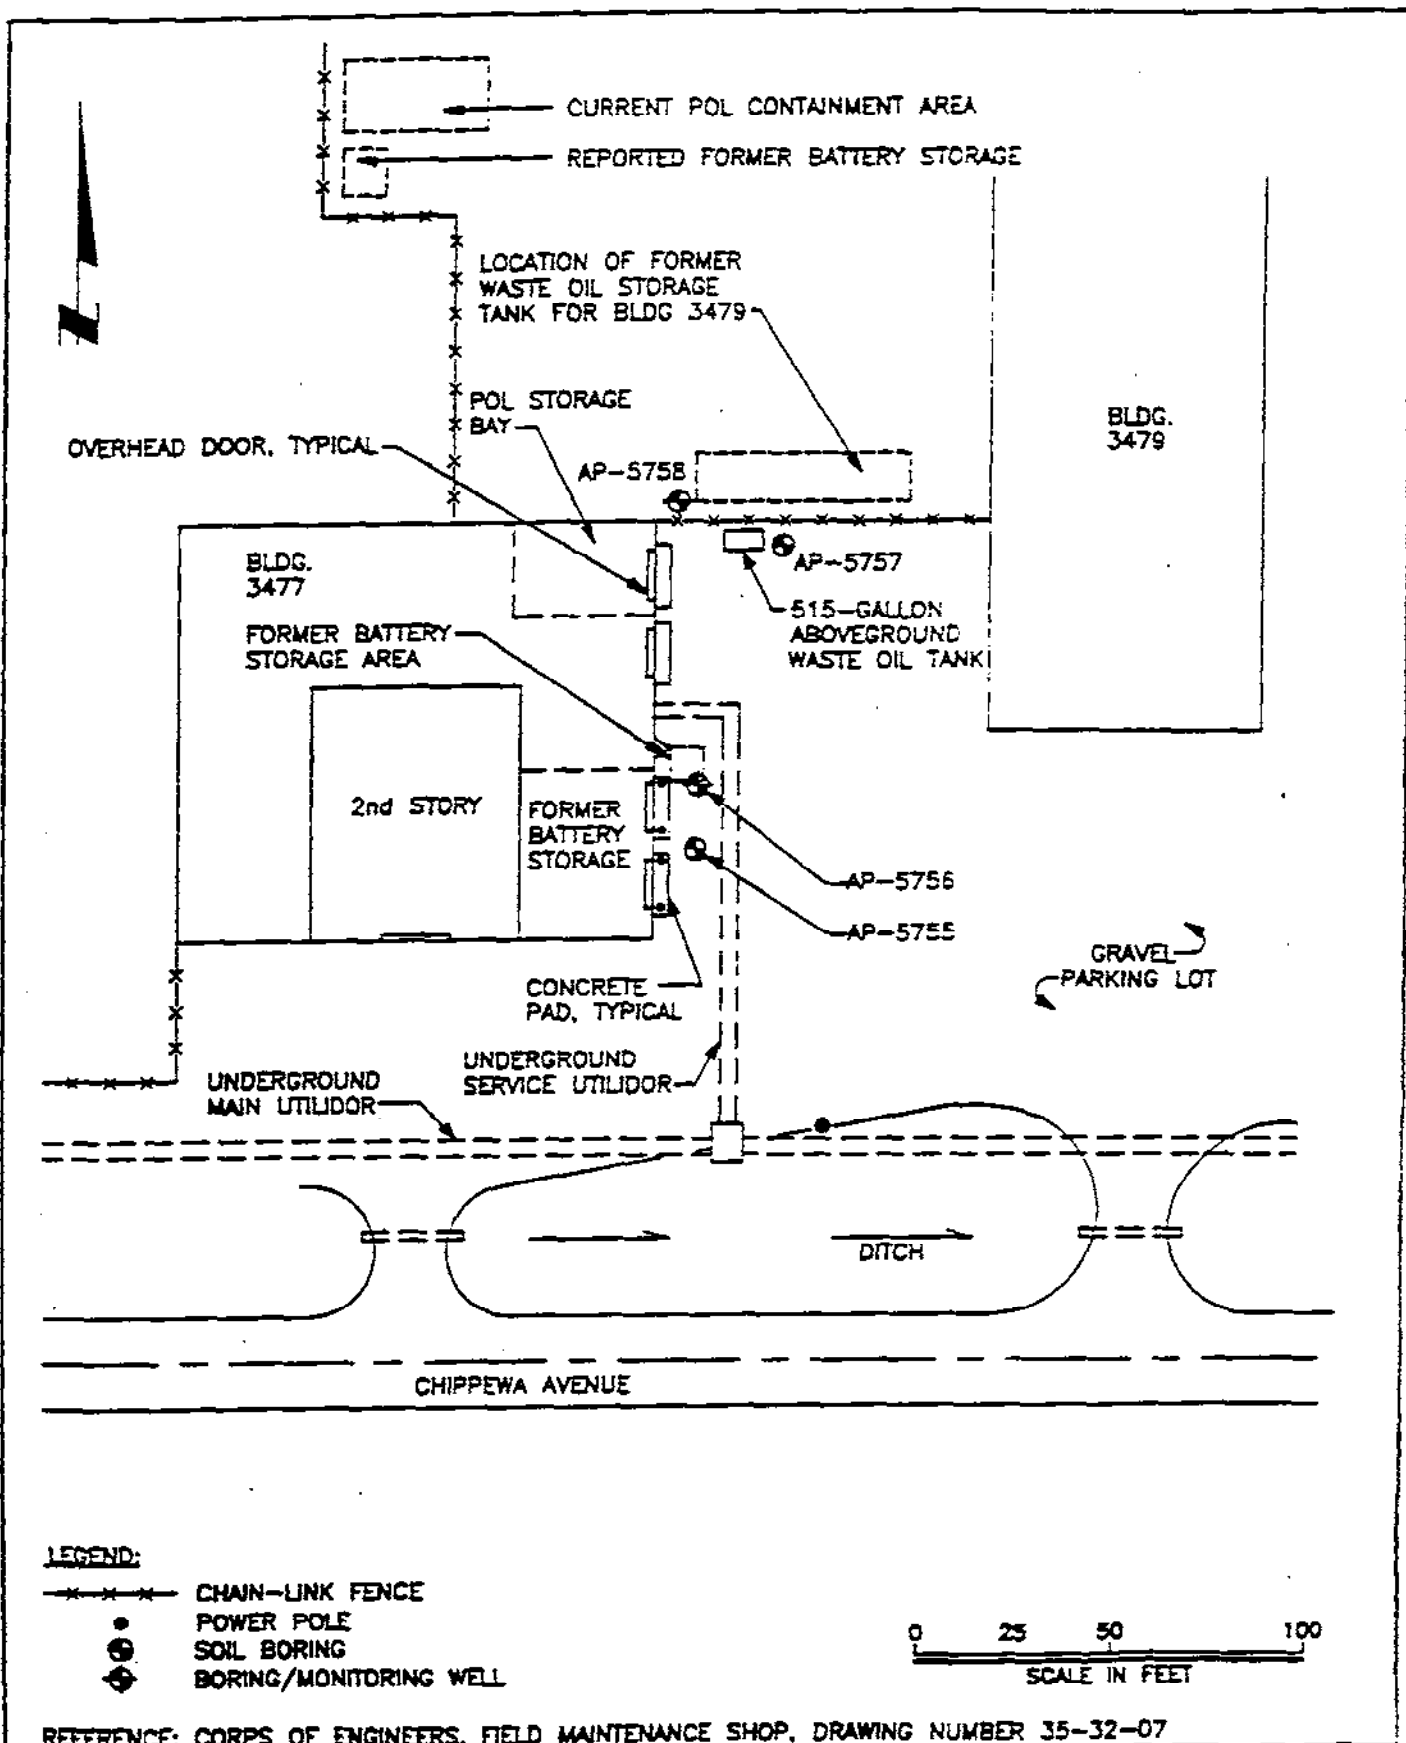 CURRENT POL CONTAINMENT AREA
REPORTED FORMER BATTERY STORAGE
LOCATION OF FORMER
WASTE OIL STORAGE
TANK FOR BLDG 3479
POL STORAGE
BAY
OVERHEAD DOOR, TYPICAL
AP-5758
BLDG.
3479
BLDG.
3477
AP-5757
515-GALLON
ABOVEGROUND
WASTE OIL TANK
FORMER BATTERY
STORAGE AREA
2nd STORY
FORMER
BATTERY
STORAGE
AP-5756
AP-5755
GRAVEL
PARKING LOT
CONCRETE
PAD, TYPICAL
UNDERGROUND
SERVICE UTILIDOR
UNDERGROUND
MAIN UTILIDOR
DITCH
CHIPPEWA AVENUE
LEGEND:
CHAIN-LINK FENCE
POWER POLE
SOIL BORING
BORING/MONITORING WELL
0 25 50 100
SCALE IN FEET
REFERENCE: CORPS OF ENGINEERS, FIELD MAINTENANCE SHOP, DRAWING NUMBER 35-32-07